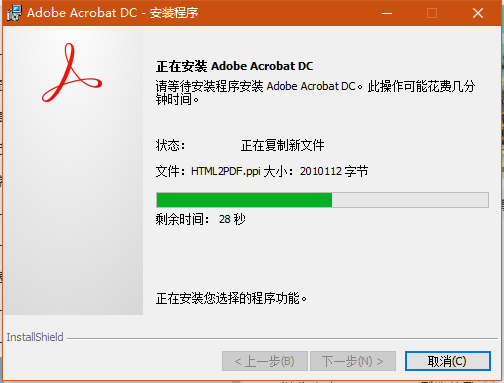 Adobe Acrobat DC - 安装程序
正在安装 Adobe Acrobat DC
请等待安装程序安装 Adobe Acrobat DC。此操作可能花费几分
钟时间。
状态： 正在复制新文件
文件：HTML2PDF.ppi 大小：2010112 字节
剩余时间： 28 秒
正在安装您选择的程序功能。
InstallShield
< 上一步(B) 下一步(N) > 取消(C)